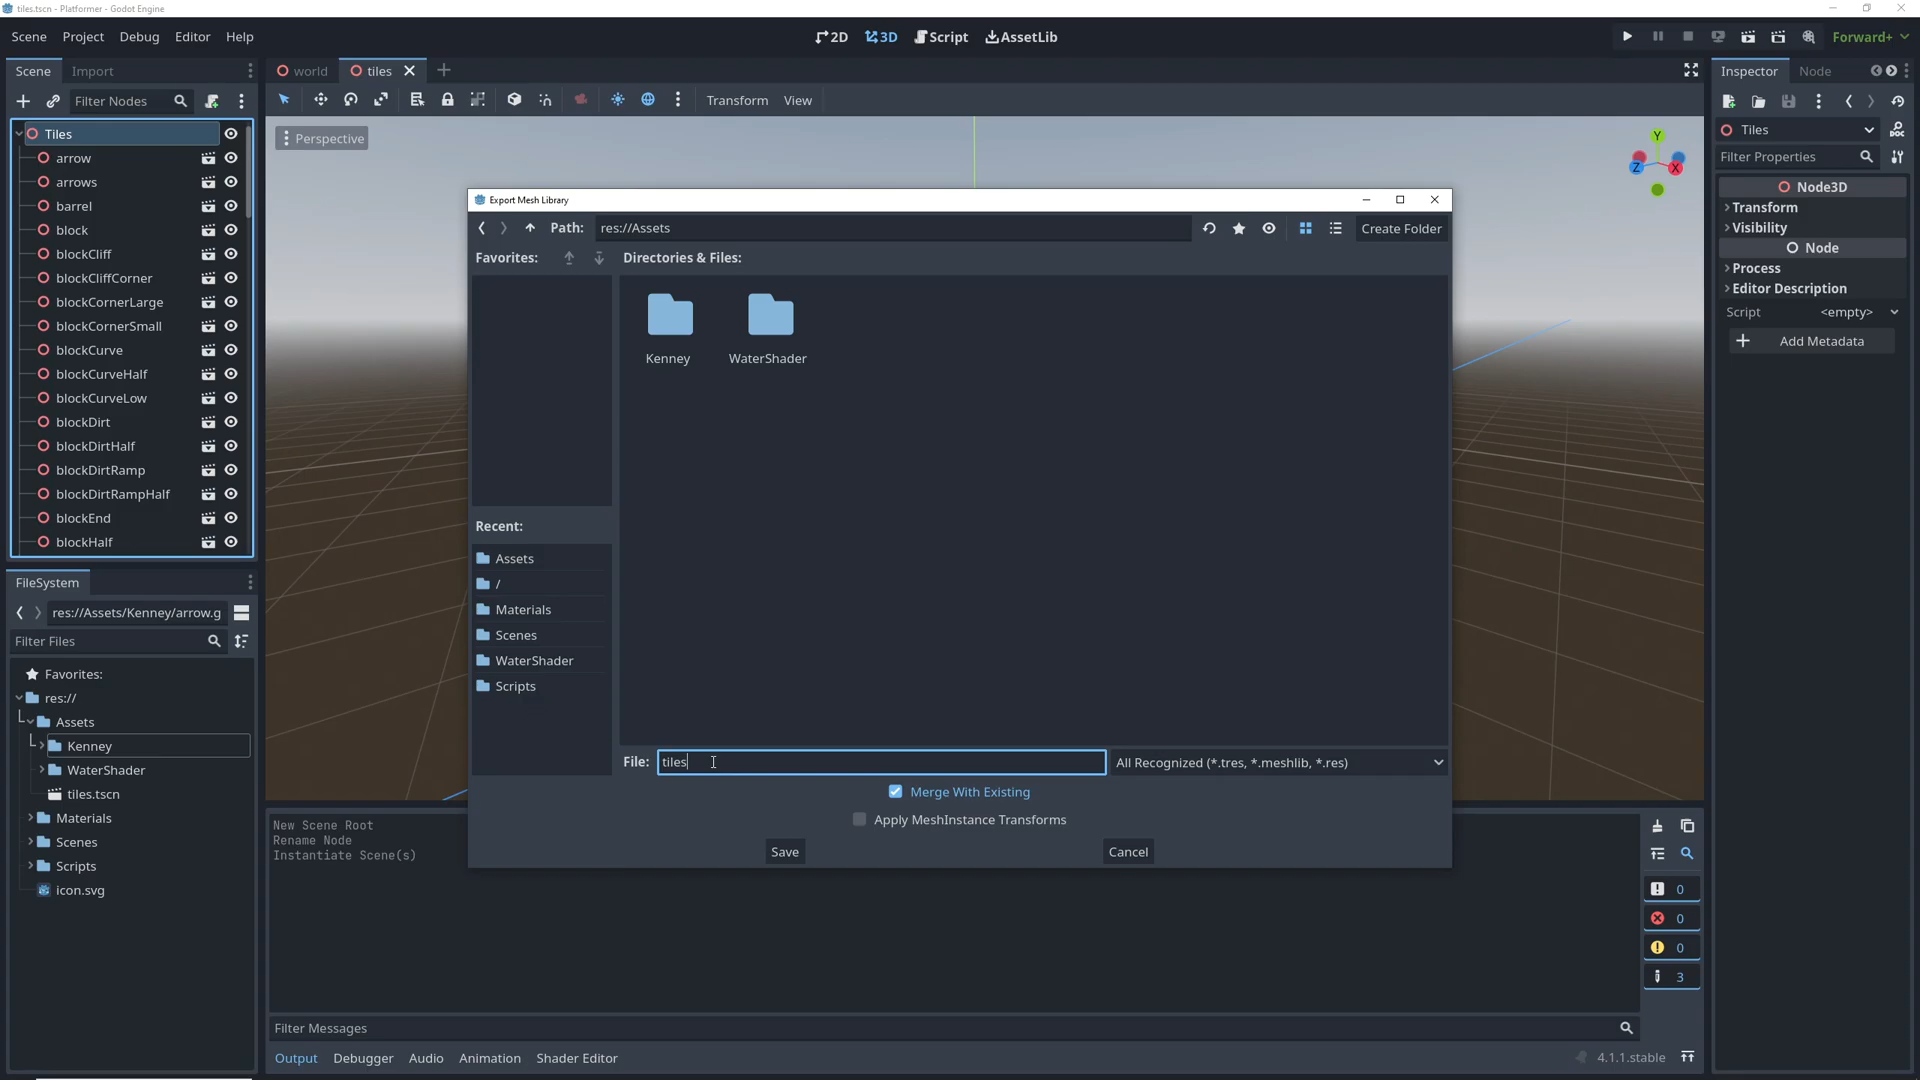 tiles.tscn - Platformer - Godot Engine
Scene Project Debug Editor Help
2D 3D Script AssetLib
Forward+
Scene Import
world tiles
Inspector Node
Filter Nodes
Transform View
Tiles
Perspective
arrow
arrows
barrel
block
blockCliff
blockCliffCorner
blockCornerLarge
blockCornerSmall
blockCurve
blockCurveHalf
blockCurveLow
blockDirt
blockDirtHalf
blockDirtRamp
blockDirtRampHalf
blockEnd
blockHalf
Y
Z
X
Export Mesh Library
Path: res://Assets
Create Folder
Favorites:
Directories & Files:
Kenney
WaterShader
Recent:
Assets
/
Materials
Scenes
WaterShader
Scripts
File: tiles
All Recognized (*.tres, *.meshlib, *.res)
Merge With Existing
Apply MeshInstance Transforms
Save
Cancel
Tiles
Filter Properties
Node3D
Transform
Visibility
Node
Process
Editor Description
Script <empty>
Add Metadata
FileSystem
res://Assets/Kenney/arrow.g
Filter Files
Favorites:
res://
Assets
Kenney
WaterShader
tiles.tscn
Materials
Scenes
Scripts
icon.svg
New Scene Root
Rename Node
Instantiate Scene(s)
0
0
0
3
Filter Messages
Output Debugger Audio Animation Shader Editor
4.1.1.stable